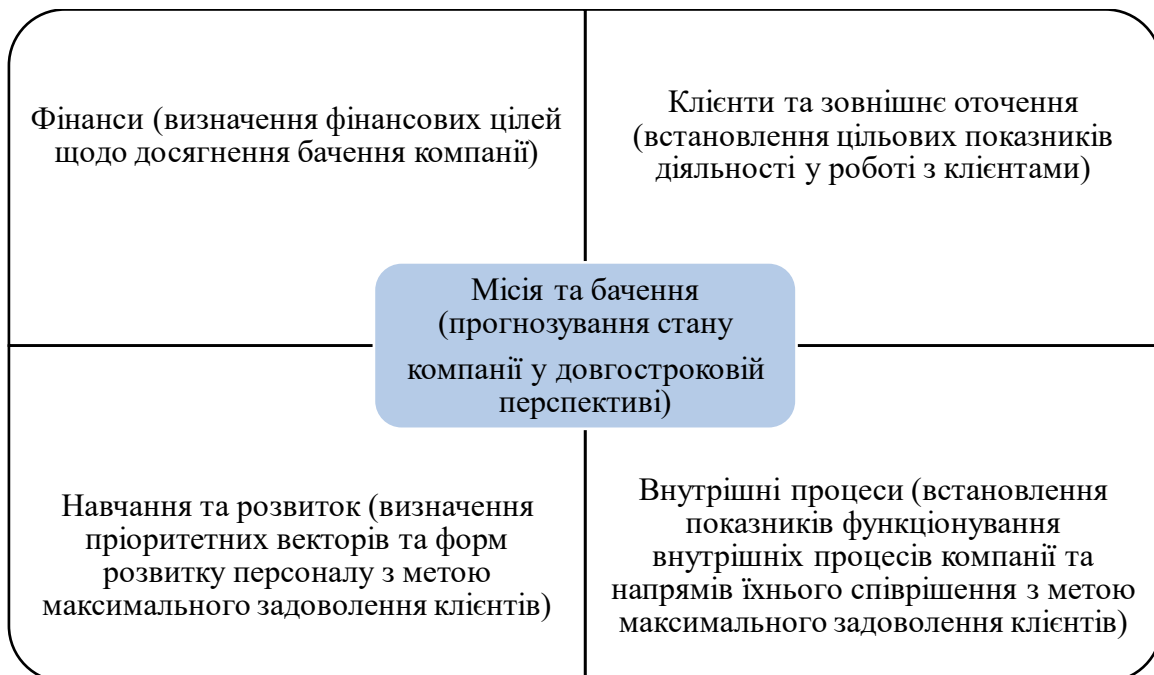 Фінанси (визначення фінансових цілей
щодо досягнення бачення компанії)
Клієнти та зовнішнє оточення
(встановлення цільових показників
діяльності у роботі з клієнтами)
Місія та бачення
(прогнозування стану
компанії у довгостроковій
перспективі)
Навчання та розвиток (визначення
пріоритетних векторів та форм
розвитку персоналу з метою
максимального задоволення клієнтів)
Внутрішні процеси (встановлення
показників функціонування
внутрішніх процесів компанії та
напрямів їхнього співрішення з метою
максимального задоволення клієнтів)